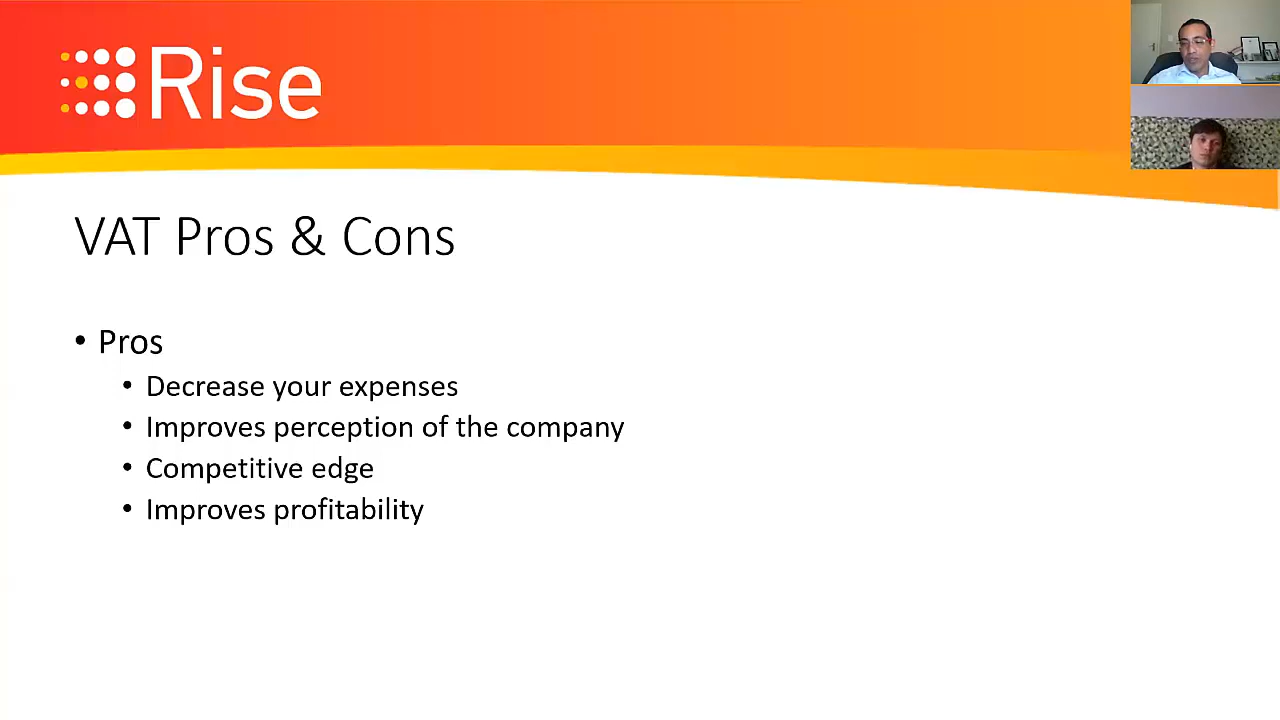 Rise
VAT Pros & Cons
• Pros
• Decrease your expenses
• Improves perception of the company
• Competitive edge
• Improves profitability